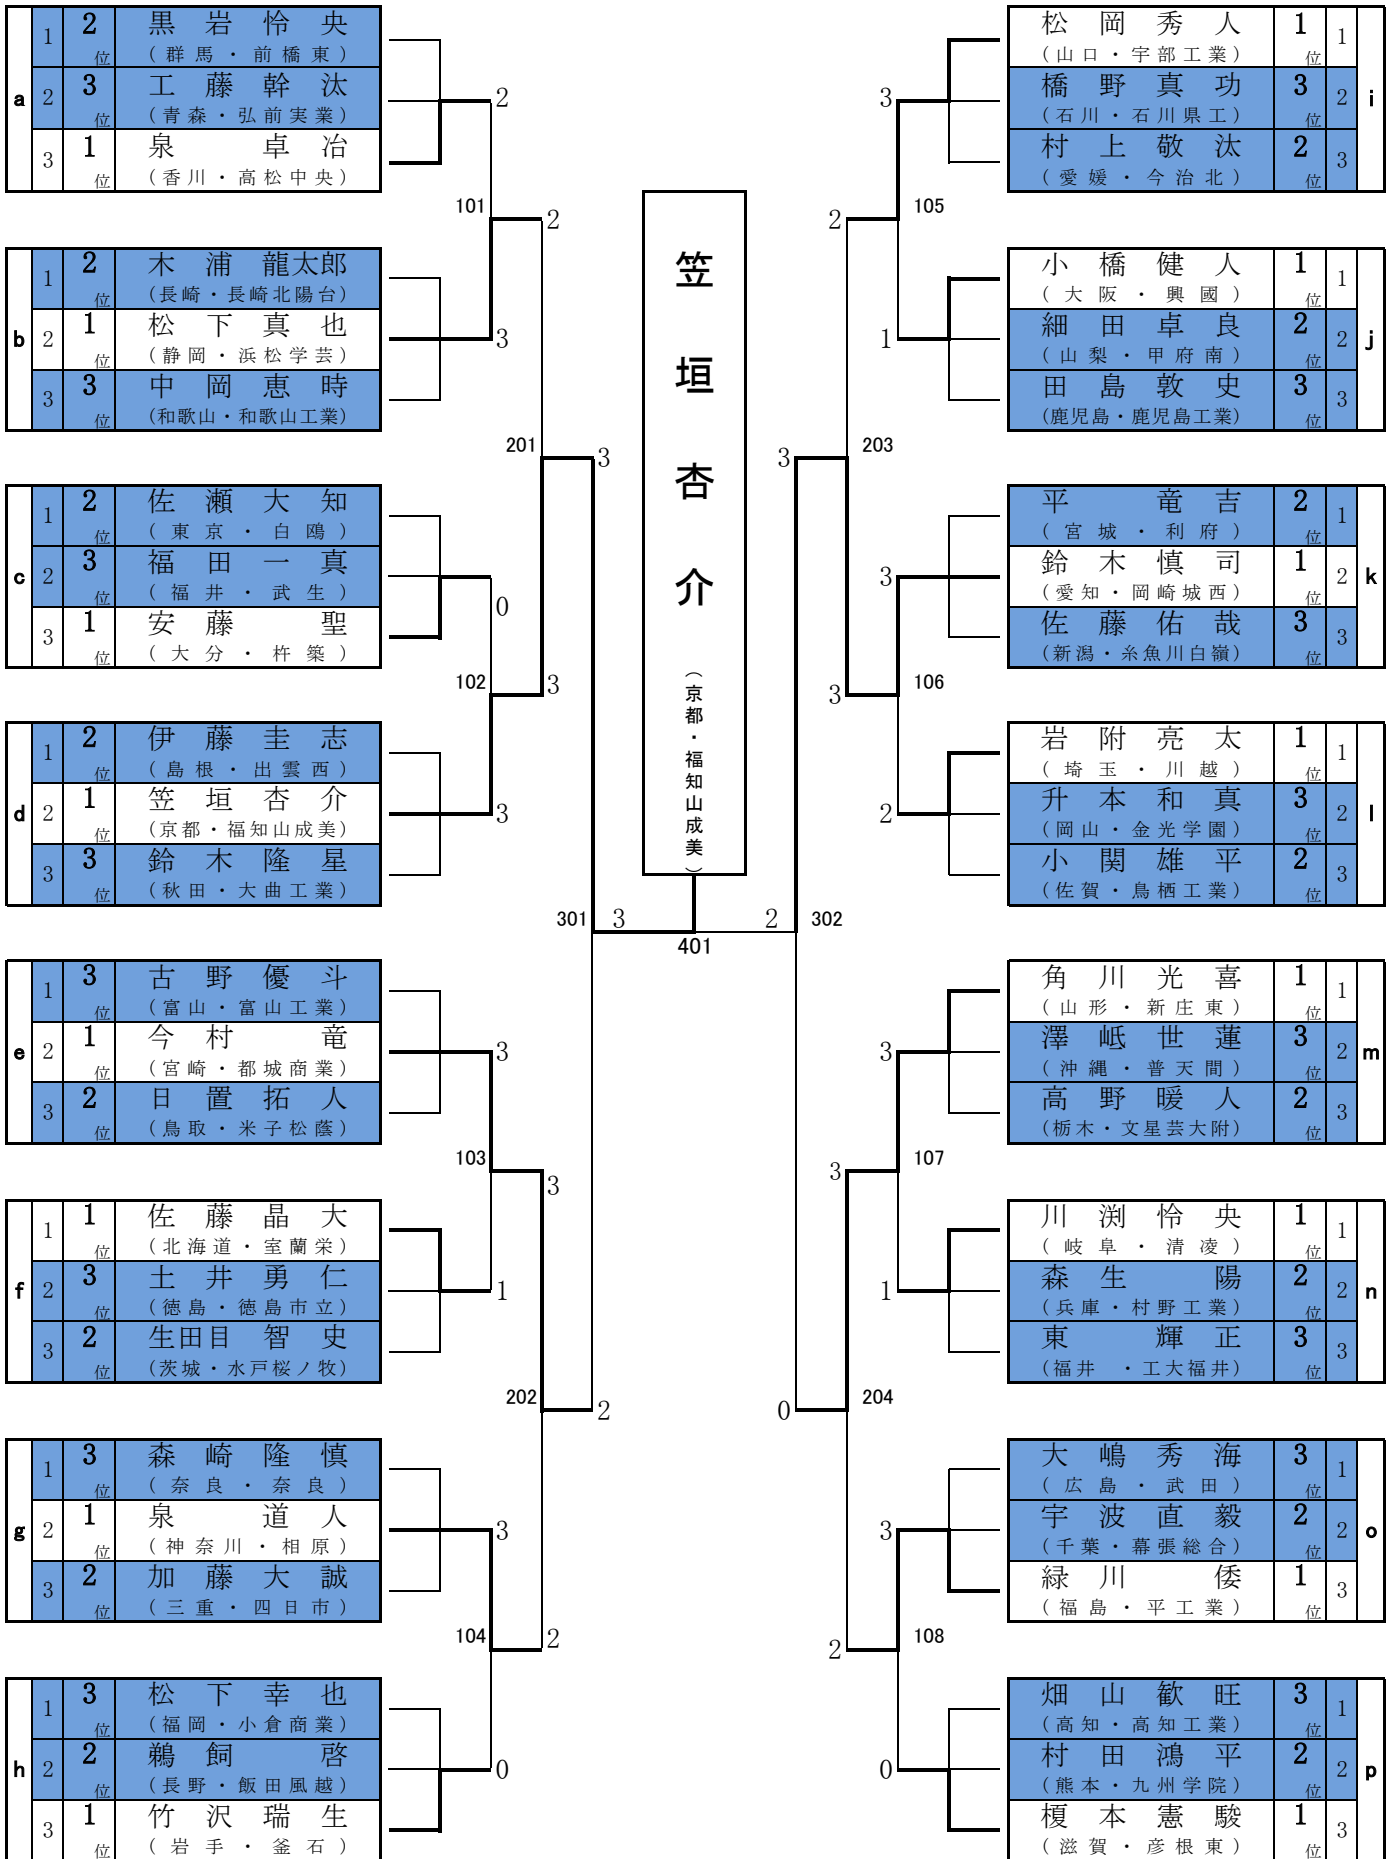 a
1 2位 黒岩怜央
(群馬・前橋東)
2 3位 工藤幹汰
(青森・弘前実業)
3 1位 泉 卓冶
(香川・高松中央)
2
101
2
b
1 2位 木浦龍太郎
(長崎・長崎北陽台)
2 1位 松下真也
(静岡・浜松学芸)
3 3位 中岡恵時
(和歌山・和歌山工業)
3
201
3
c
1 2位 佐瀬大知
(東京・白鴎)
2 3位 福田一真
(福井・武生)
3 1位 安藤 聖
(大分・杵築)
0
102
3
d
1 2位 伊藤圭志
(島根・出雲西)
2 1位 笠垣杏介
(京都・福知山成美)
3 3位 鈴木隆星
(秋田・大曲工業)
3
301
3
e
1 3位 古野優斗
(富山・富山工業)
2 1位 今村 竜
(宮崎・都城商業)
3 2位 日置拓人
(鳥取・米子松蔭)
3
103
3
f
1 1位 佐藤晶大
(北海道・室蘭栄)
2 3位 土井勇仁
(徳島・徳島市立)
3 2位 生田目智史
(茨城・水戸桜ノ牧)
1
202
2
g
1 3位 森崎隆慎
(奈良・奈良)
2 1位 泉 道人
(神奈川・相原)
3 2位 加藤大誠
(三重・四日市)
3
104
2
h
1 3位 松下幸也
(福岡・小倉商業)
2 2位 鵜飼 啓
(長野・飯田風越)
3 1位 竹沢瑞生
(岩手・釜石)
0
笠垣杏介
(京都・福知山成美)
401
松岡秀人 1位 1
(山口・宇部工業)
橋野真功 3位 2
(石川・石川県工)
村上敬汰 2位 3
(愛媛・今治北)
i
3
105
2
小橋健人 1位 1
(大阪・興國)
細田卓良 2位 2
(山梨・甲府南)
田島敦史 3位 3
(鹿児島・鹿児島工業)
j
1
203
3
平 竜吉 2位 1
(宮城・利府)
鈴木慎司 1位 2
(愛知・岡崎城西)
佐藤佑哉 3位 3
(新潟・糸魚川白嶺)
k
3
106
3
岩附亮太 1位 1
(埼玉・川越)
升本和真 3位 2
(岡山・金光学園)
小関雄平 2位 3
(佐賀・鳥栖工業)
l
2
302
2
角川光喜 1位 1
(山形・新庄東)
澤岻世蓮 3位 2
(沖縄・普天間)
高野暖人 2位 3
(栃木・文星芸大附)
m
3
107
3
川渕怜央 1位 1
(岐阜・清凌)
森生 陽 2位 2
(兵庫・村野工業)
東 輝正 3位 3
(福井 ・工大福井)
n
1
204
0
大嶋秀海 3位 1
(広島・武田)
宇波直毅 2位 2
(千葉・幕張総合)
緑川 倭 1位 3
(福島・平工業)
o
3
108
2
畑山歓旺 3位 1
(高知・高知工業)
村田鴻平 2位 2
(熊本・九州学院)
榎本憲駿 1位 3
(滋賀・彦根東)
p
0